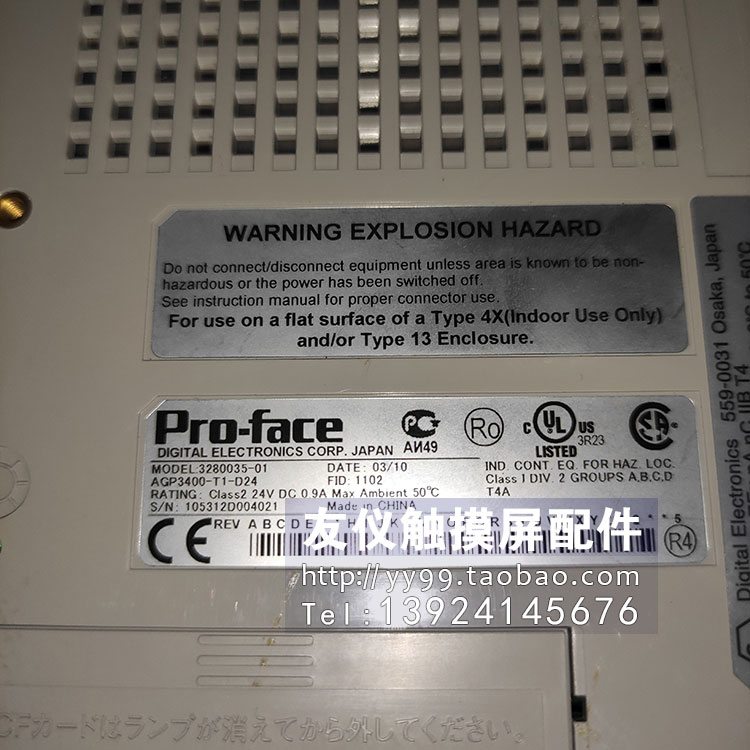 WARNING EXPLOSION HAZARD
Do not connect/disconnect equipment unless area is known to be non-
hazardous or the power has been switched off.
See instruction manual for proper connector use.
For use on a flat surface of a Type 4X(Indoor Use Only)
and/or Type 13 Enclosure.
Pro-face
DIGITAL ELECTRONICS CORP. JAPAN
АИ49
Ro
C UL US
LISTED
3R23
MODEL:3280035-01
DATE: 03/10
IND. CONT. EQ. FOR HAZ. LOC.
AGP3400-T1-D24
FID: 1102
Class I DIV. 2 GROUPS A,B,C,D
RATING: Class2 24V DC 0.9A Max Ambient 50°C
T4A
S/N: 105312D004021
Made in CHINA
CE
REV A B C D E
R4
友仪触摸屏配件
http://yy99.taobao.com
Tel:13924145676
Digital Electronics
559-0031 Osaka, Japan
CFカードはランプが消えてから外してください。